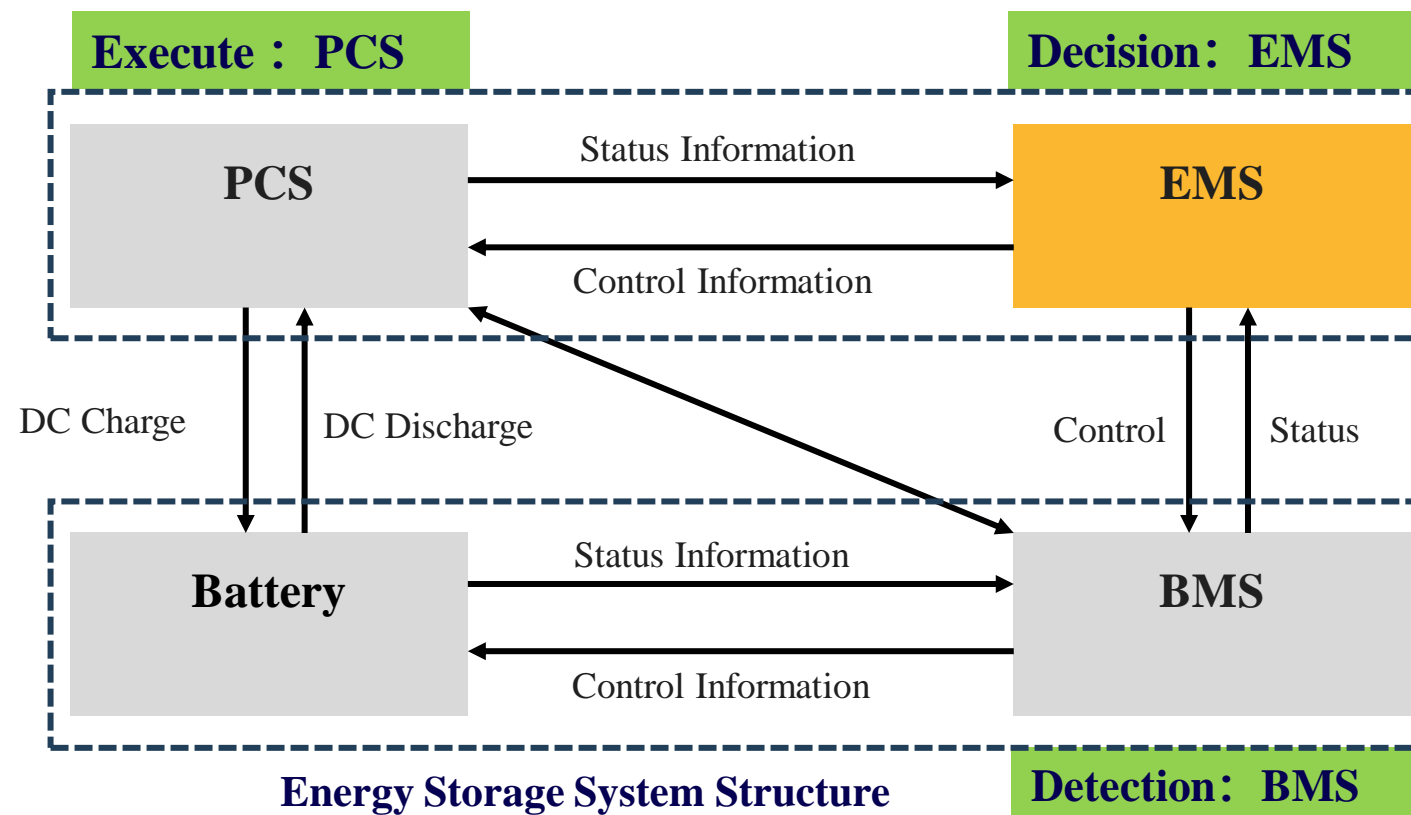 Execute： PCS
Decision：EMS
Status Information
PCS
EMS
Control Information
DC Charge
DC Discharge
Control
Status
Status Information
Battery
BMS
Control Information
Energy Storage System Structure
Detection：BMS